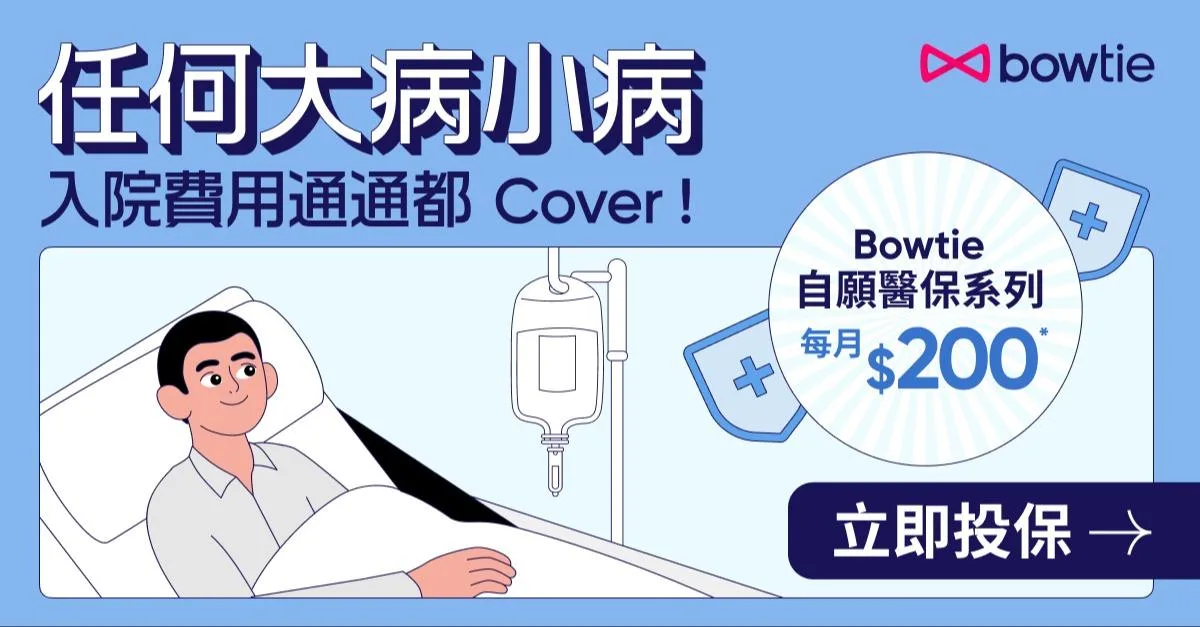 任何大病小病
bowtie
入院費用通通都 Cover！
Bowtie
自願醫保系列
每月$200*
立即投保→